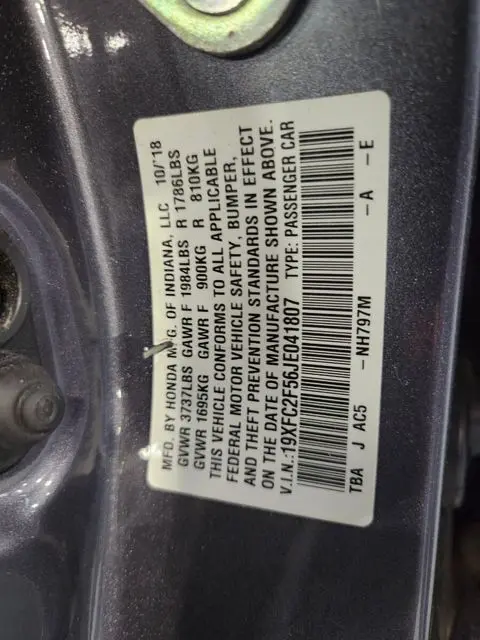 MFD. BY HONDA MFG. OF INDIANA, LLC 10/'18
GVWR 3737LBS GAWR F 1984LBS R 1786LBS
GVWR 1695KG GAWR F 900KG R 810KG
THIS VEHICLE CONFORMS TO ALL APPLICABLE
FEDERAL MOTOR VEHICLE SAFETY, BUMPER,
AND THEFT PREVENTION STANDARDS IN EFFECT
ON THE DATE OF MANUFACTURE SHOWN ABOVE.
V.I.N.:19XFC2F56JE041807 TYPE: PASSENGER CAR
TBA J AC5 -NH797M -A -E